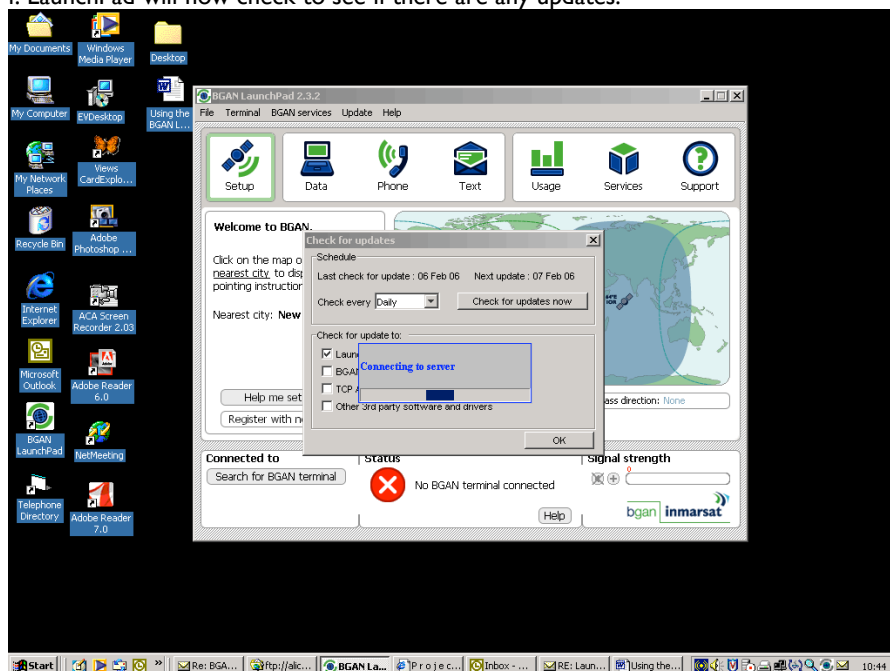 f. LaunchPad will now check to see if there are any updates.
My Documents
Windows
Media Player
Desktop
My Computer
EVDesktop
Using the
BGAN L...
My Network
Places
Views
CardExplo...
Recycle Bin
Adobe
Photoshop ...
Internet
Explorer
ACA Screen
Recorder 2.03
Microsoft
Outlook
Adobe Reader
6.0
BGAN
LaunchPad
NetMeeting
Telephone
Directory
Adobe Reader
7.0
BGAN LaunchPad 2.3.2
File Terminal BGAN services Update Help
Setup Data Phone Text Usage Services Support
Welcome to BGAN.
Click on the map o
nearest city to disp
pointing instruction
Nearest city: New
Help me set
Register with n
Check for updates
Schedule
Last check for update : 06 Feb 06 Next update : 07 Feb 06
Check every Daily Check for updates now
Check for update to:
Laun
BGA
TCP A
Other 3rd party software and drivers
Connecting to server
OK
ass direction: None
Connected to
Search for BGAN terminal
Status
No BGAN terminal connected
Help
Signal strength
0
bgan inmarsat
Start
Re: BGA...
ftp://alic...
BGAN La...
Projec...
Inbox - ...
RE: Laun...
Using the...
10:44